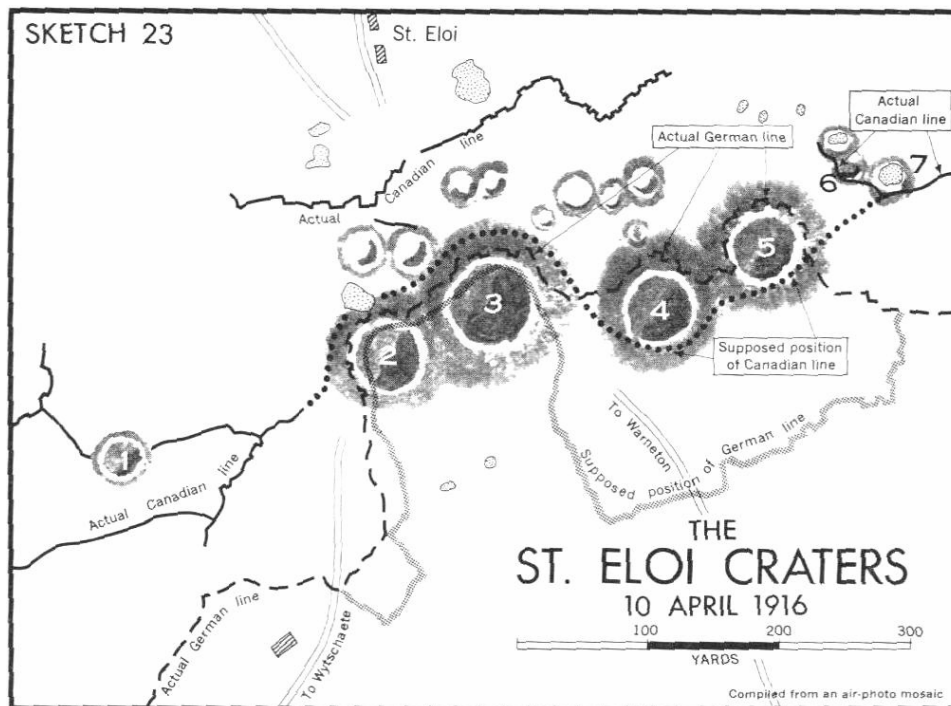 SKETCH 23
St. Eloi
Actual
Canadian line
Actual German line
Actual
Canadian line
6
7
5
3
4
2
1
Supposed position
of Canadian line
Actual Canadian line
To Warneton
Supposed position of German line
Actual German line
To Wytschaete
THE
ST. ELOI CRATERS
10 APRIL 1916
100 200 300
YARDS
Compiled from an air-photo mosaic